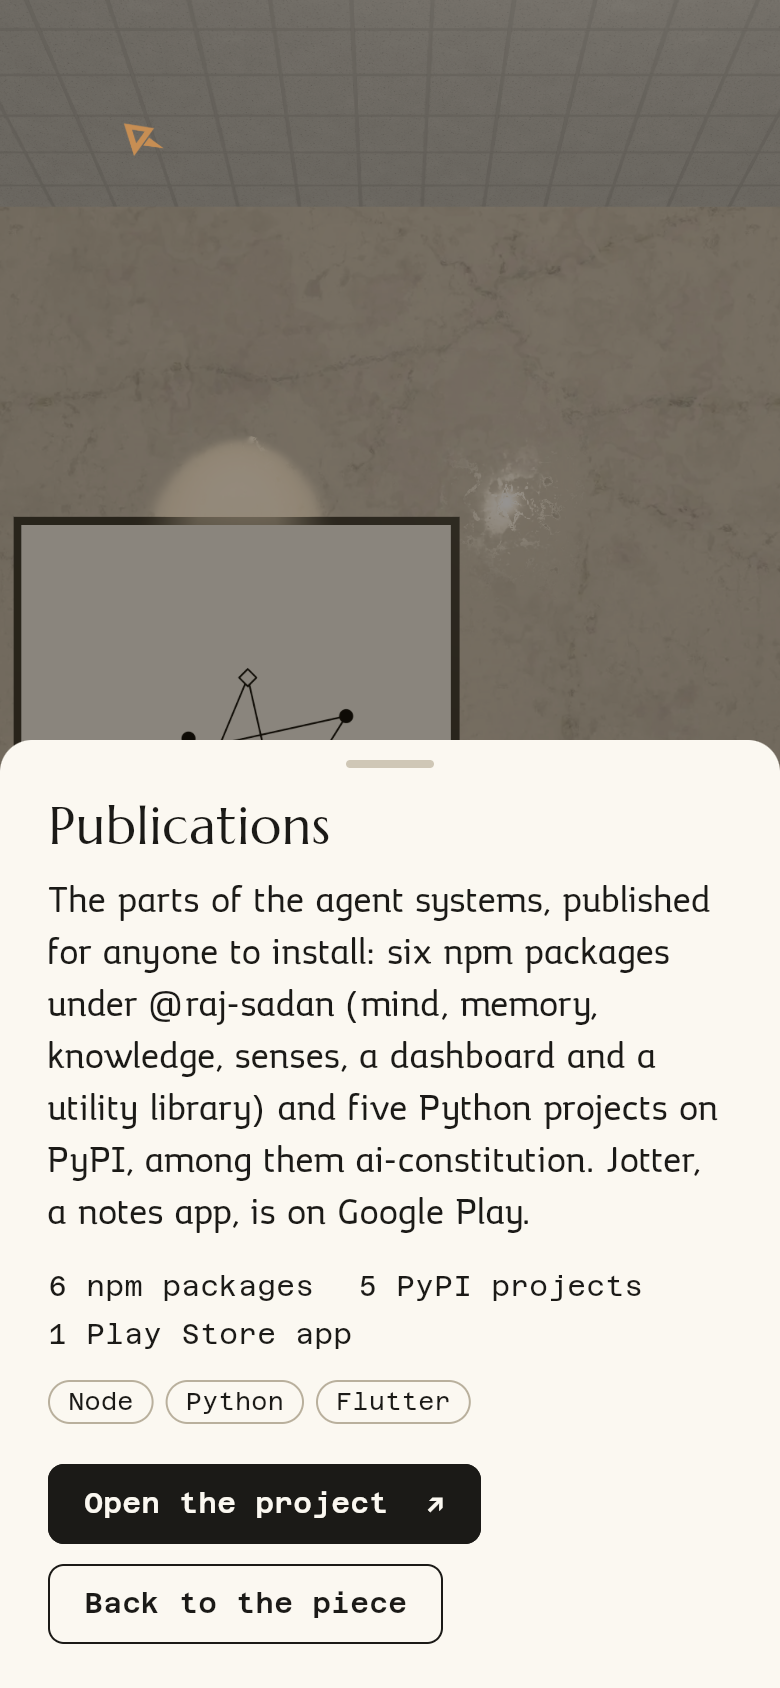 Publications
The parts of the agent systems, published
for anyone to install: six npm packages
under @raj-sadan (mind, memory,
knowledge, senses, a dashboard and a
utility library) and five Python projects on
PyPI, among them ai-constitution. Jotter,
a notes app, is on Google Play.
6 npm packages 5 PyPI projects
1 Play Store app
Node Python Flutter
Open the project ↗
Back to the piece